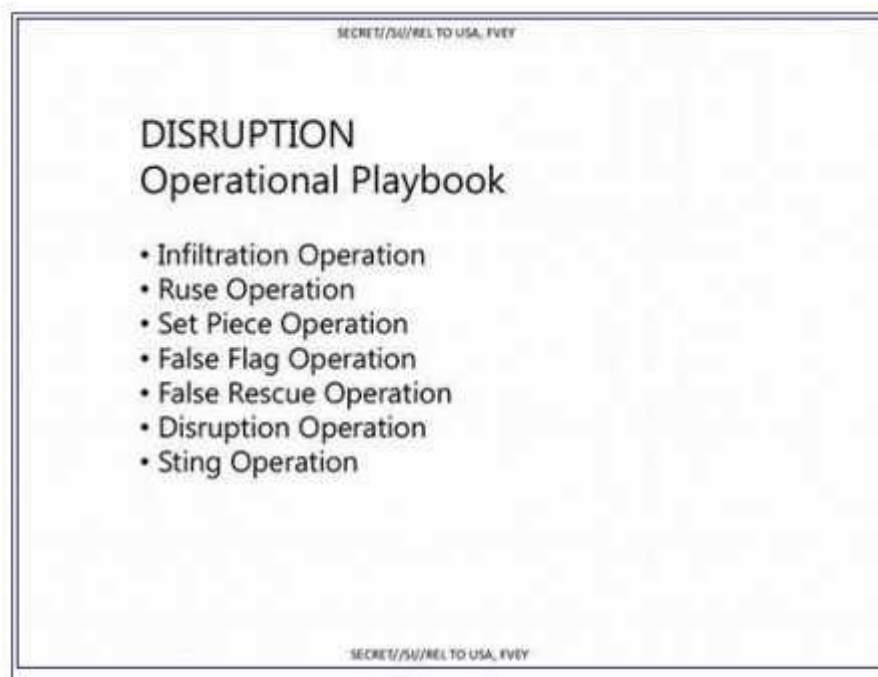 SECRET//SI//REL TO USA, FVEY
DISRUPTION
Operational Playbook
• Infiltration Operation
• Ruse Operation
• Set Piece Operation
• False Flag Operation
• False Rescue Operation
• Disruption Operation
• Sting Operation
SECRET//SI//REL TO USA, FVEY